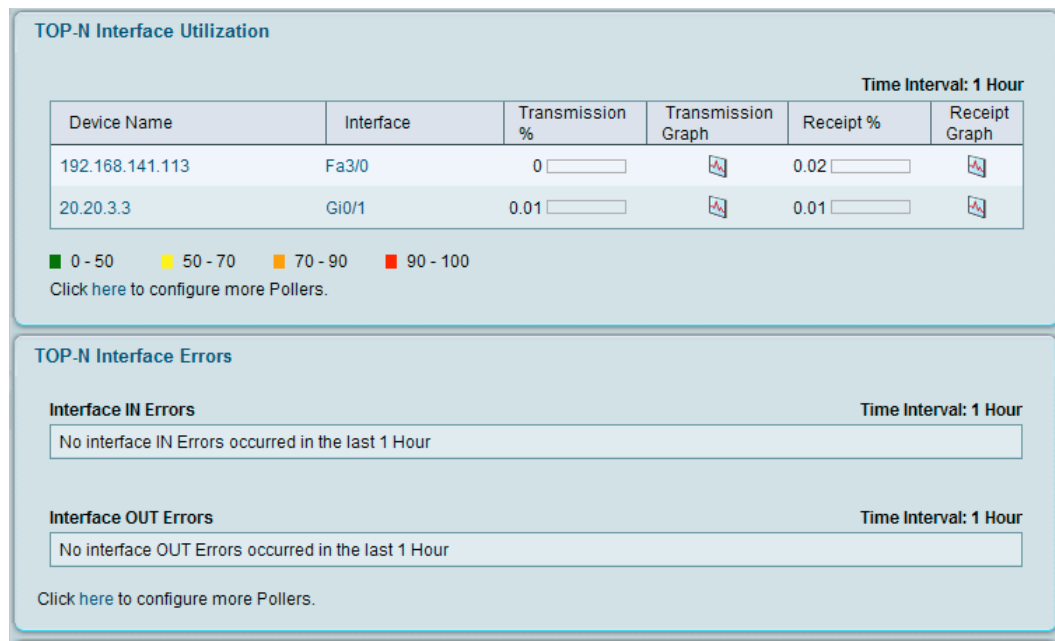 TOP-N Interface Utilization
Time Interval: 1 Hour
Device Name Interface Transmission % Transmission Graph Receipt % Receipt Graph
192.168.141.113 Fa3/0 0 0.02
20.20.3.3 Gi0/1 0.01 0.01
0 - 50 50 - 70 70 - 90 90 - 100
Click here to configure more Pollers.
TOP-N Interface Errors
Interface IN Errors Time Interval: 1 Hour
No interface IN Errors occurred in the last 1 Hour
Interface OUT Errors Time Interval: 1 Hour
No interface OUT Errors occurred in the last 1 Hour
Click here to configure more Pollers.